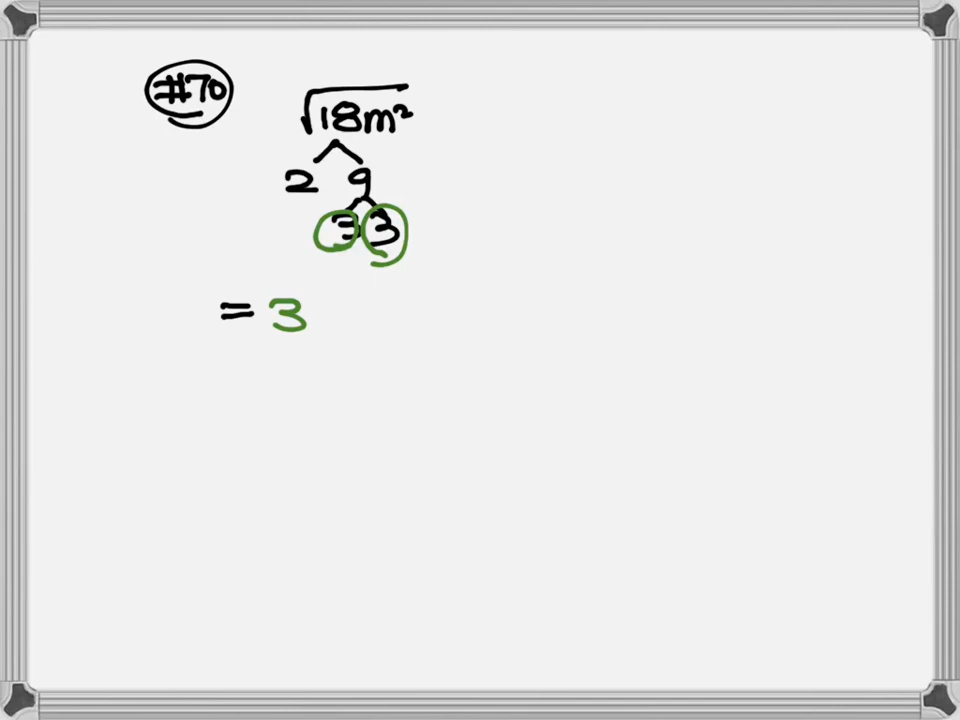 #70
√18m²
2 9
3 3
= 3